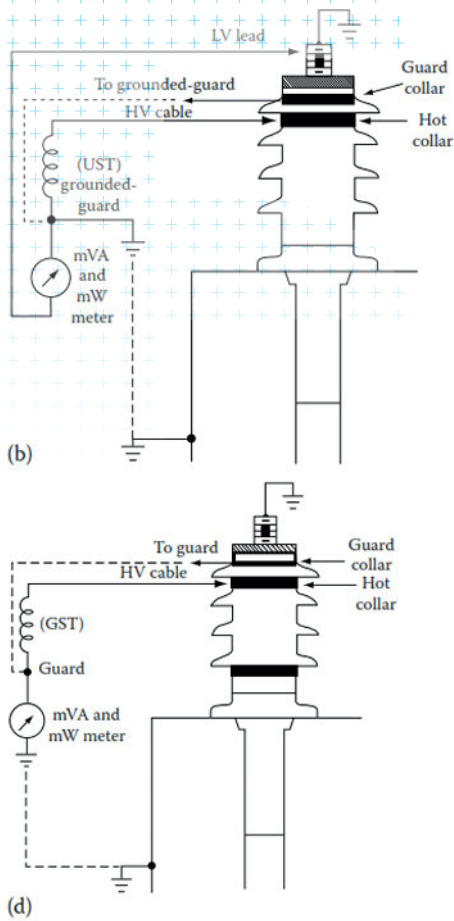 LV lead
To grounded-guard
Guard
collar
HV cable
Hot
collar
(UST)
grounded-
guard
mVA
and
mW
meter
(b)
To guard
Guard
collar
HV cable
Hot
collar
(GST)
Guard
mVA and
mW meter
(d)